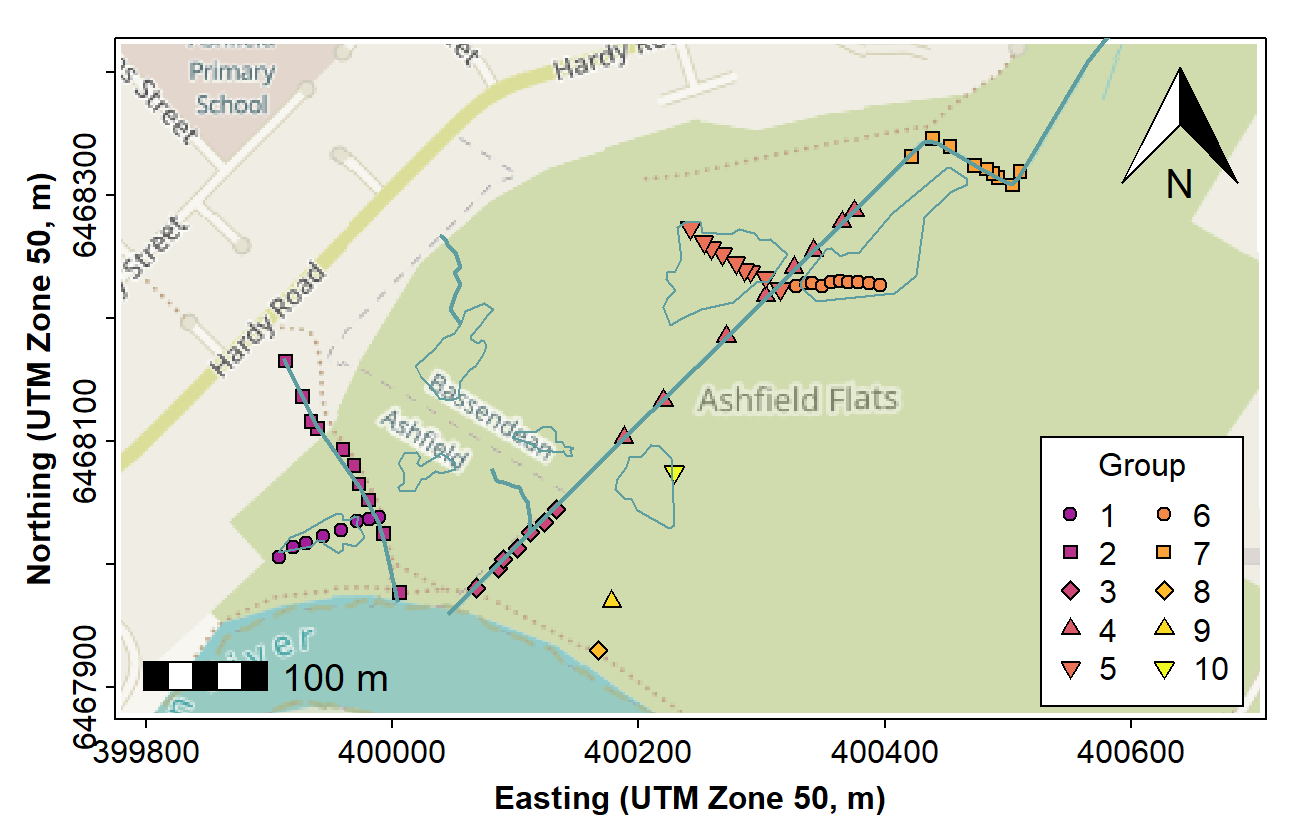 Ashfield
Primary
School
Hardy Ro
et
s Street
Street
Hardy Road
N
Bassendean
Ashfield
Ashfield Flats
iver
100 m
Group
1 6
2 7
3 8
4 9
5 10
6467900
6468100
6468300
Northing (UTM Zone 50, m)
399800 400000 400200 400400 400600
Easting (UTM Zone 50, m)